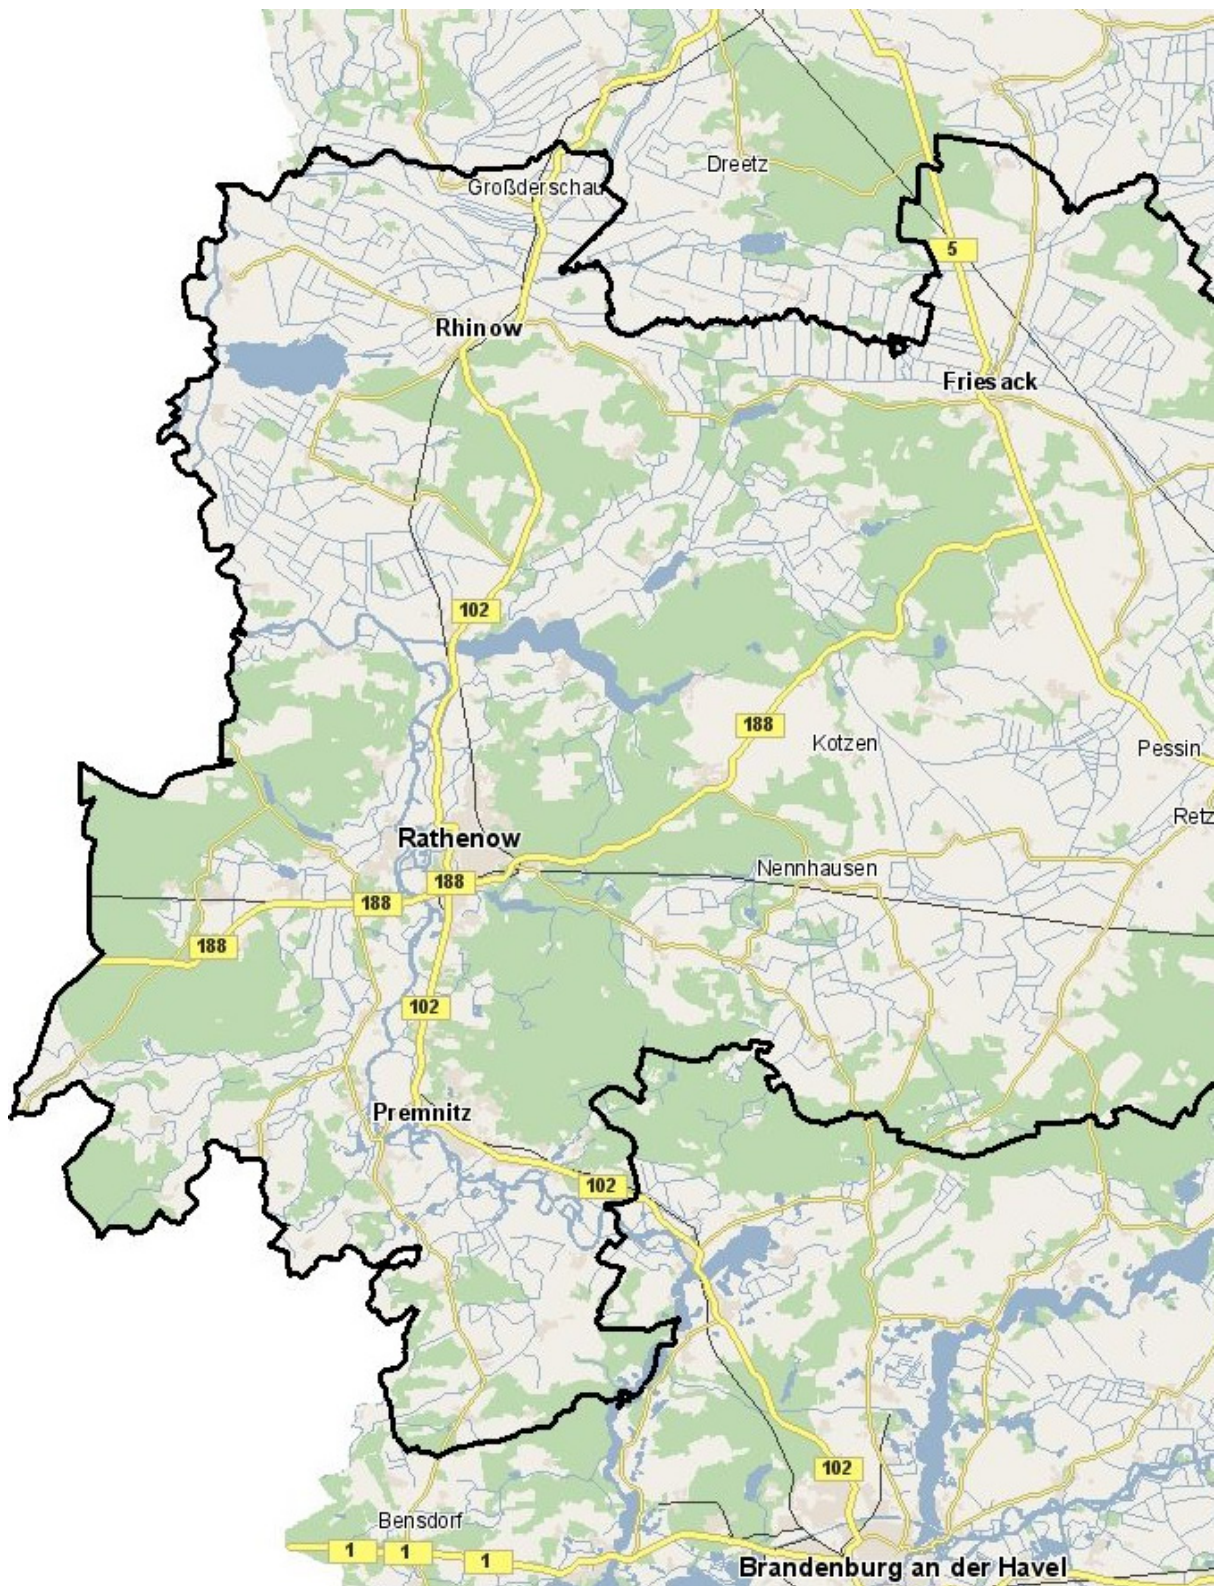 Dreetz
Großderschau
5
Rhinow
Friesack
102
188
Kotzen
Pessin
Retz
Rathenow
Nennhausen
188
188
188
102
Premnitz
102
102
Bensdorf
1
1
1
Brandenburg an der Havel